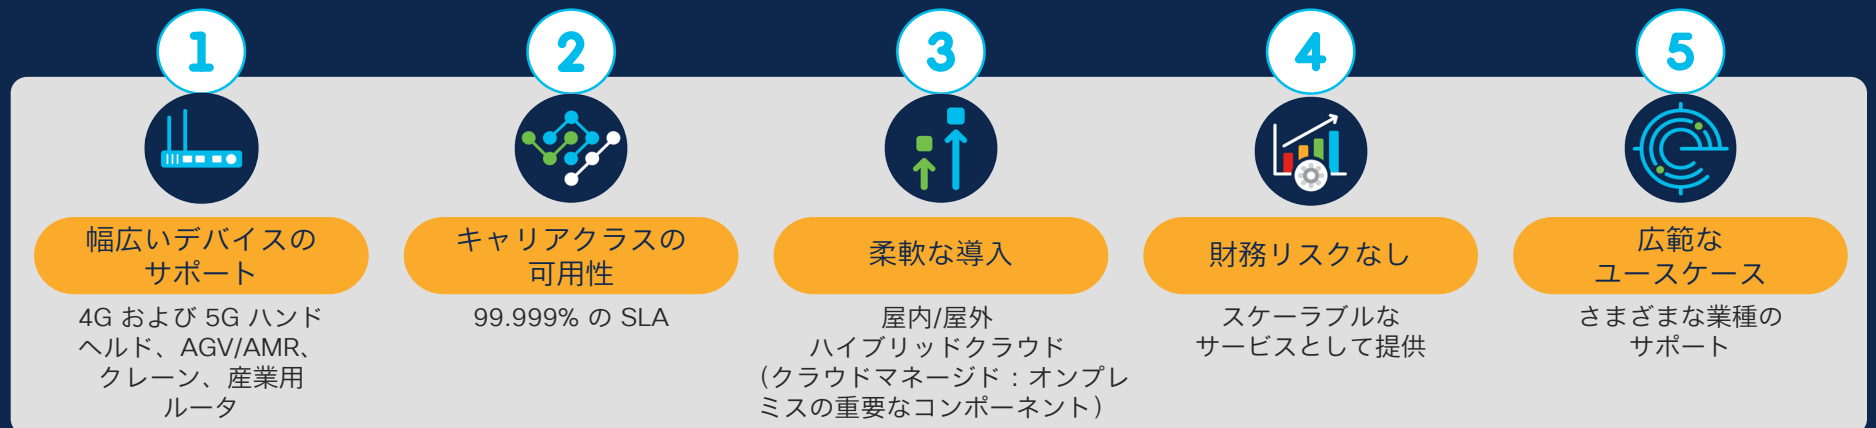 1
幅広いデバイスの
サポート
4G および 5G ハンド
ヘルド、AGV/AMR、
クレーン、産業用
ルータ
2
キャリアクラスの
可用性
99.999% の SLA
3
柔軟な導入
屋内/屋外
ハイブリッドクラウド
（クラウドマネージド：オンプレ
ミスの重要なコンポーネント）
4
財務リスクなし
スケーラブルな
サービスとして提供
5
広範な
ユースケース
さまざまな業種の
サポート